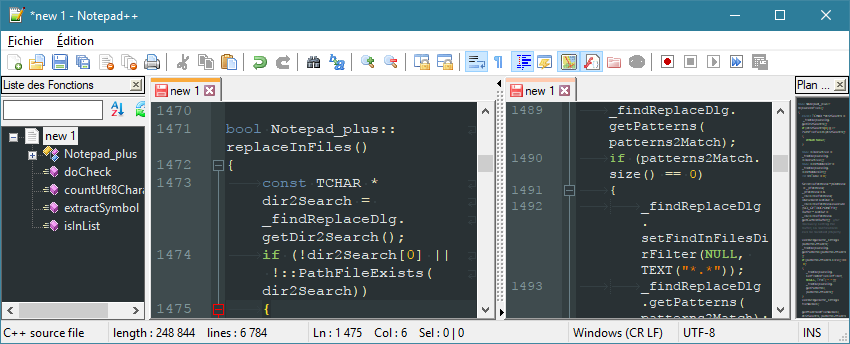 *new 1 - Notepad++
Fichier Édition
Liste des Fonctions
new 1
Notepad_plus
doCheck
countUtf8Chara
extractSymbol
isInList
new 1
1470
1471 bool Notepad_plus::
replaceInFiles()
1472 {
1473 const TCHAR *
dir2Search =
_findReplaceDlg.
getDir2Search();
1474 if (!dir2Search[0] ||
!::PathFileExists(
dir2Search))
1475 {
new 1
1489 _findReplaceDlg.
getPatterns(
patterns2Match);
1490 if (patterns2Match.
size() == 0)
1491 {
1492 _findReplaceDlg
.
setFindInFilesDi
rFilter(NULL,
TEXT("*.*"));
1493 _findReplaceDlg
.getPatterns(
patterns2Match);
Plan ...
C++ source file length : 248 844 lines : 6 784 Ln : 1 475 Col : 6 Sel : 0 | 0 Windows (CR LF) UTF-8 INS